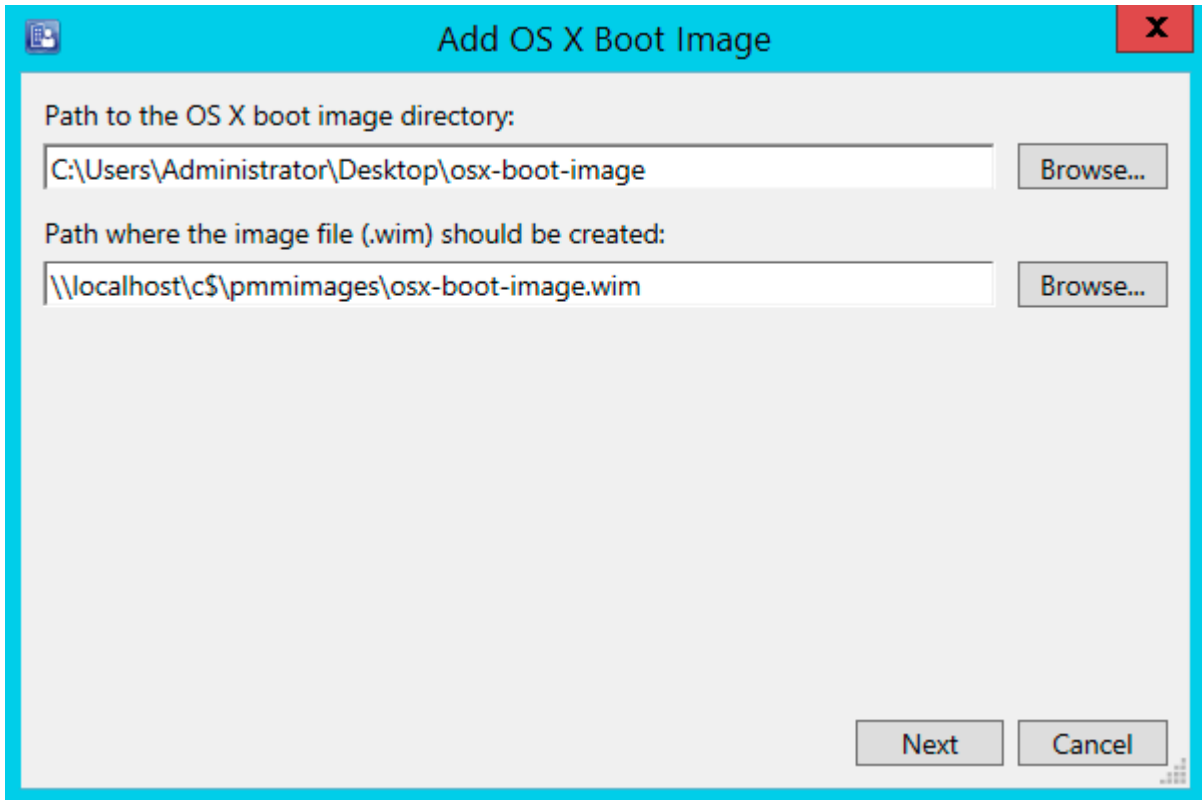 Add OS X Boot Image
X
Path to the OS X boot image directory:
C:\Users\Administrator\Desktop\osx-boot-image
Browse...
Path where the image file (.wim) should be created:
\\localhost\c$\pmmimages\osx-boot-image.wim
Browse...
Next
Cancel